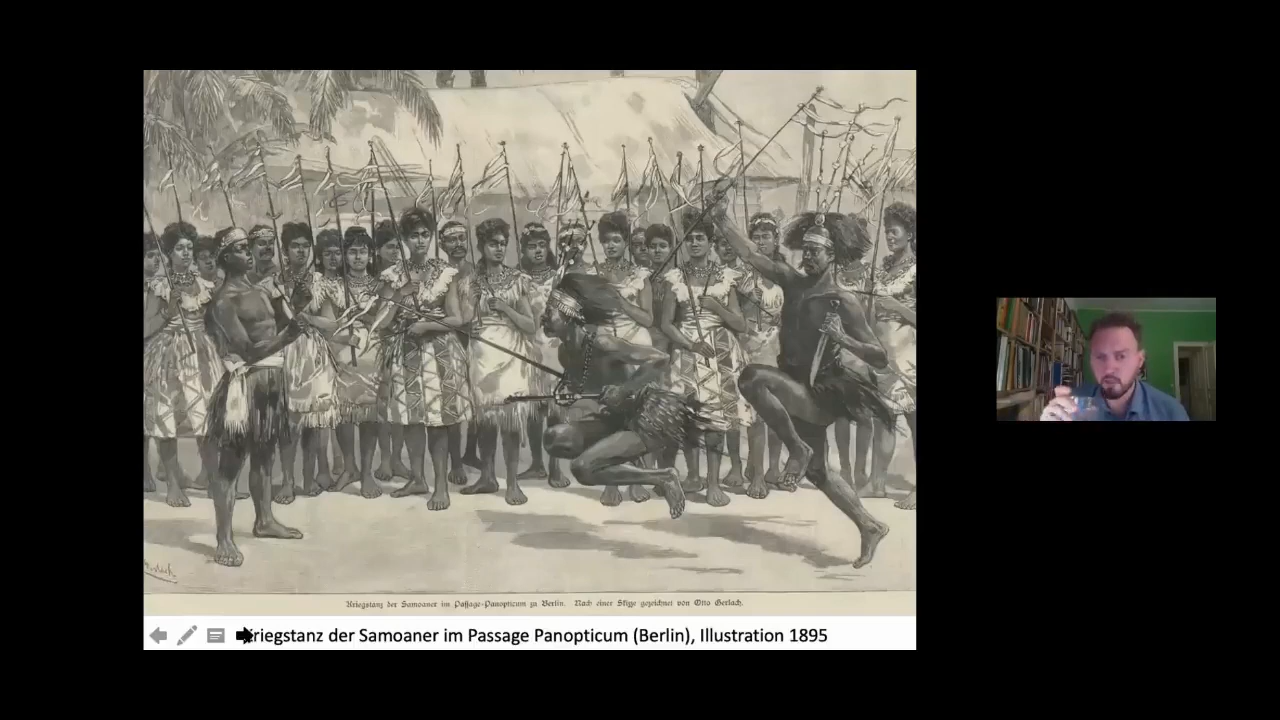 Kriegstanz der Samoaner im Passage-Panopticum zu Berlin. Nach einer Skizze gezeichnet von Otto Gerlach.
riegstanz der Samoaner im Passage Panopticum (Berlin), Illustration 1895